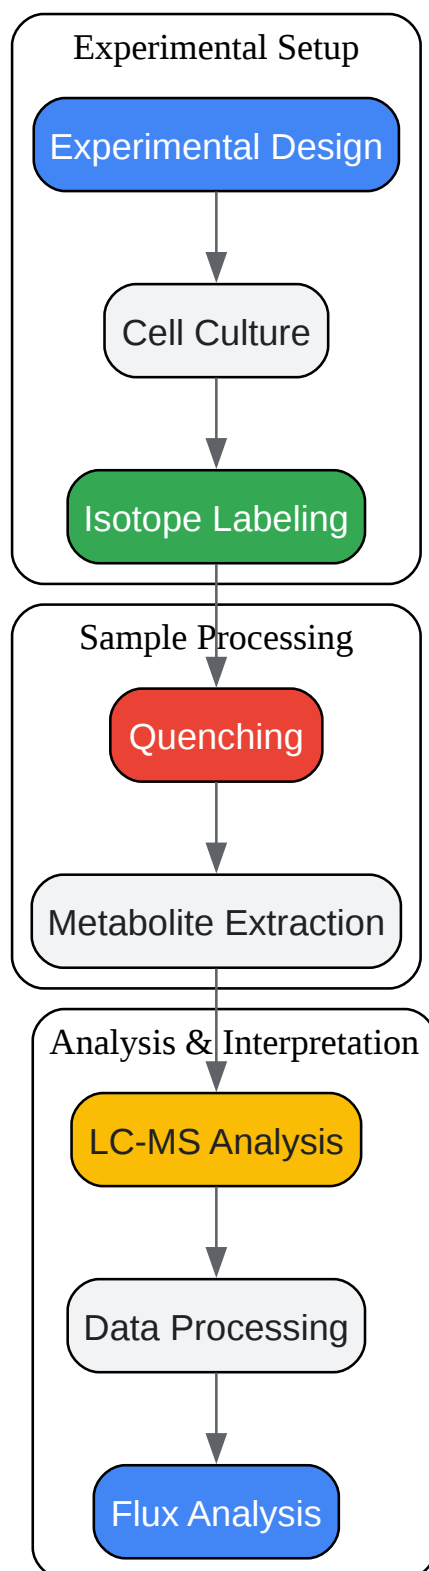 Experimental Setup
Experimental Design
Cell Culture
Isotope Labeling
Sample Processing
Quenching
Metabolite Extraction
Analysis & Interpretation
LC-MS Analysis
Data Processing
Flux Analysis